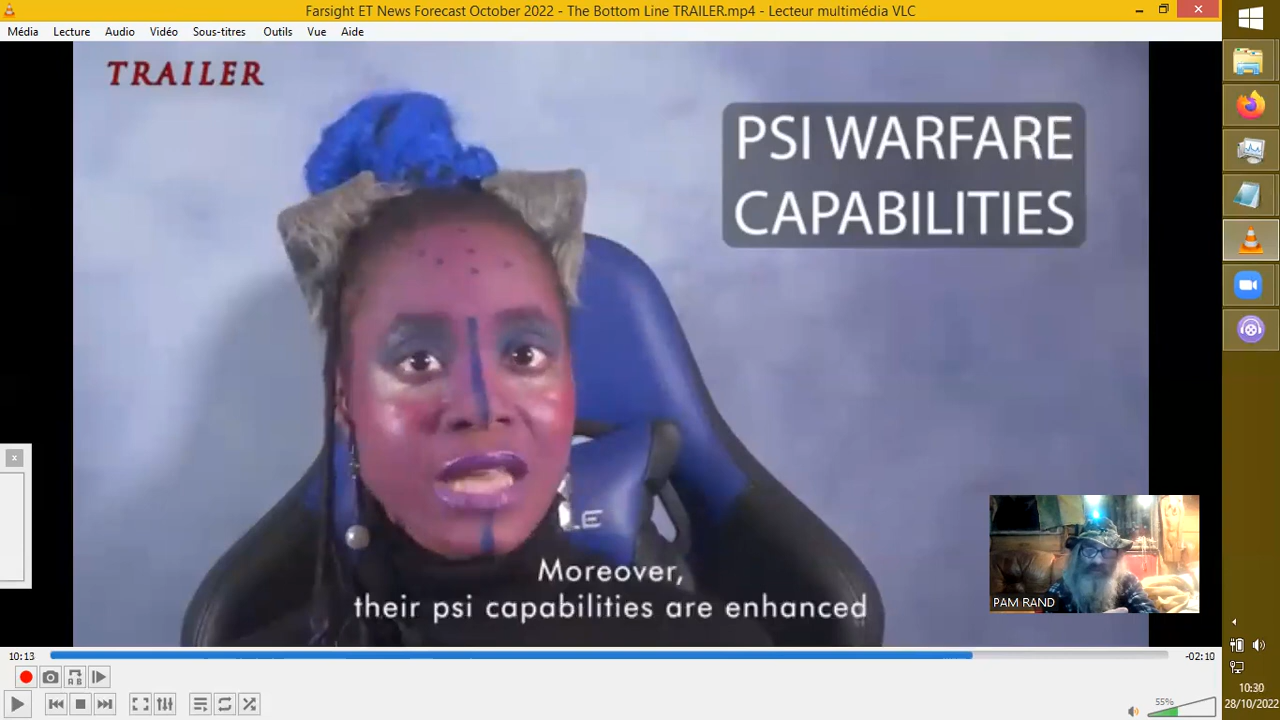 Farsight ET News Forecast October 2022 - The Bottom Line TRAILER.mp4 - Lecteur multimédia VLC
Média Lecture Audio Vidéo Sous-titres Outils Vue Aide
TRAILER
PSI WARFARE
CAPABILITIES
LE
Moreover,
their psi capabilities are enhanced
PAM RAND
x
10:13
-02:10
A B
55%
10:30
28/10/2022